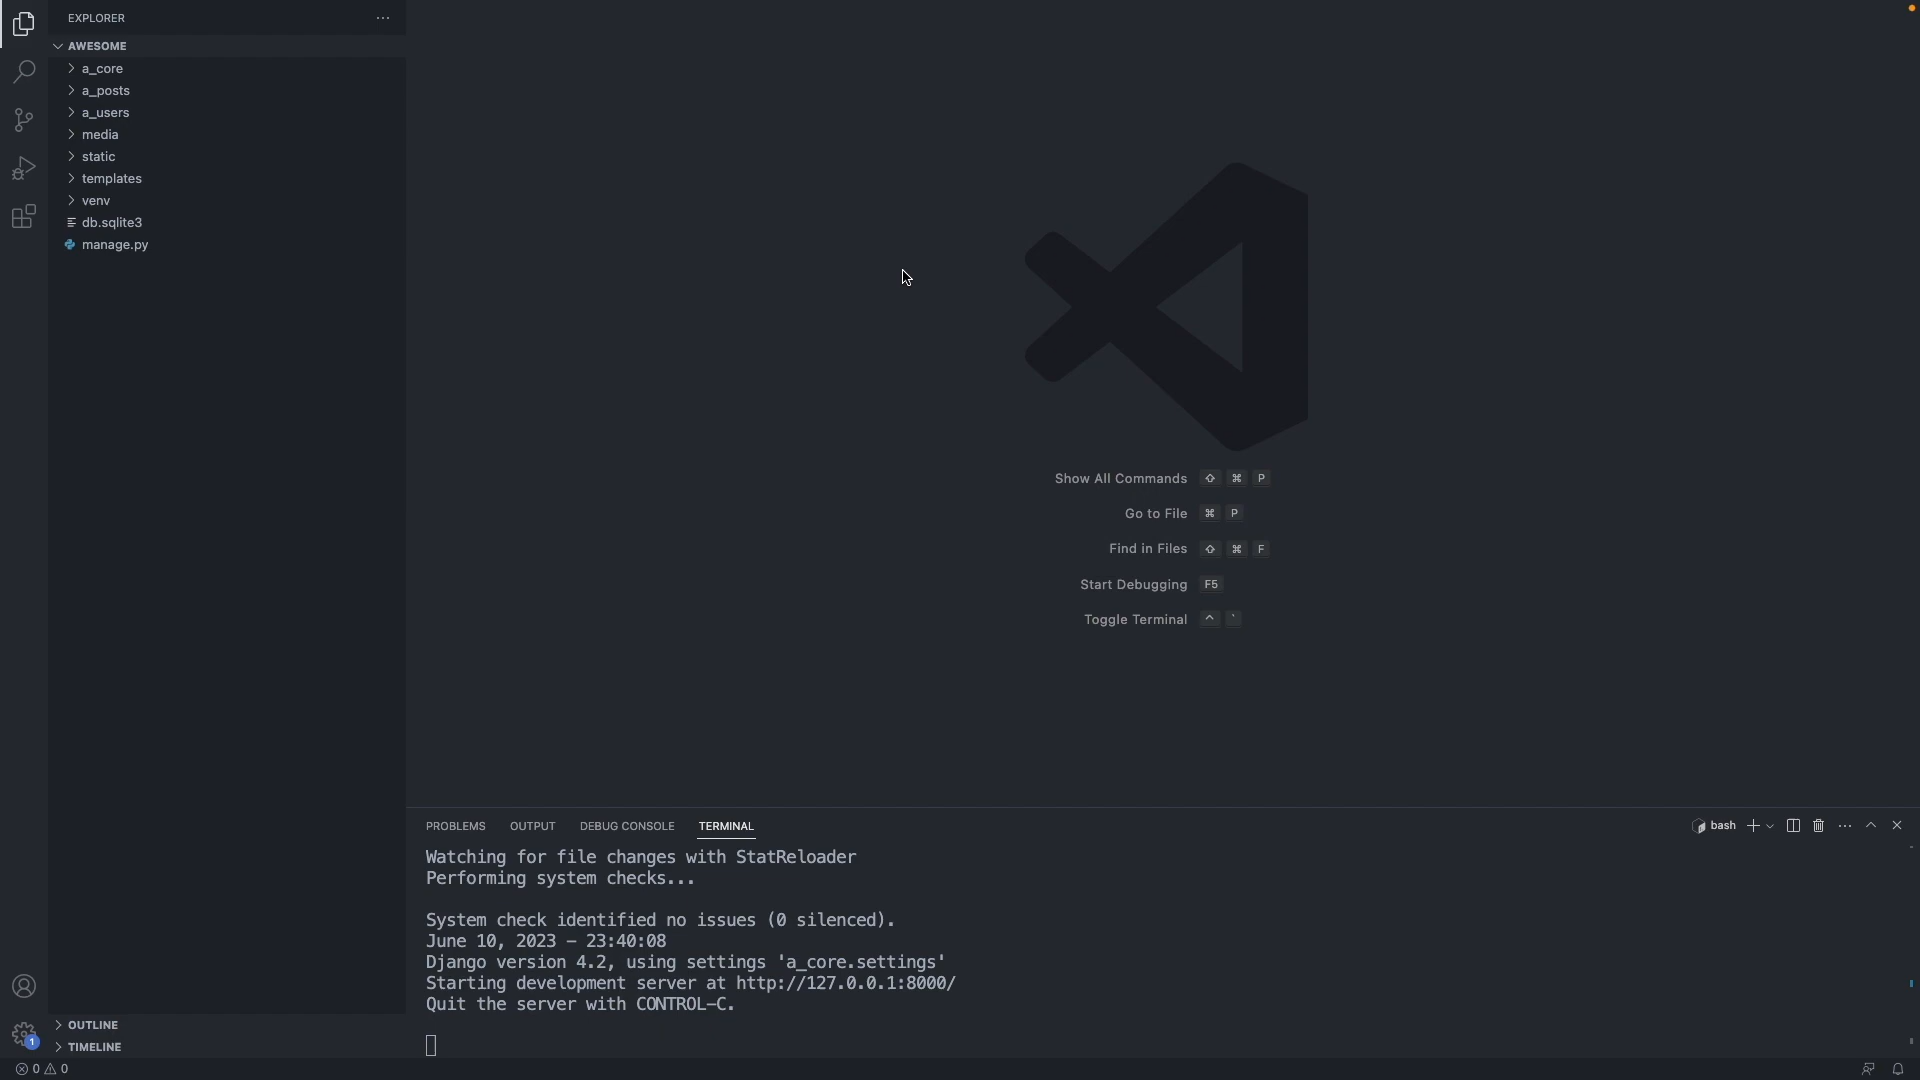 EXPLORER
AWESOME
a_core
a_posts
a_users
media
static
templates
venv
db.sqlite3
manage.py
Show All Commands ⇧ ⌘ P
Go to File ⌘ P
Find in Files ⇧ ⌘ F
Start Debugging F5
Toggle Terminal ^ `
PROBLEMS OUTPUT DEBUG CONSOLE TERMINAL
bash
Watching for file changes with StatReloader
Performing system checks...
System check identified no issues (0 silenced).
June 10, 2023 - 23:40:08
Django version 4.2, using settings 'a_core.settings'
Starting development server at http://127.0.0.1:8000/
Quit the server with CONTROL-C.
OUTLINE
1
TIMELINE
0 0